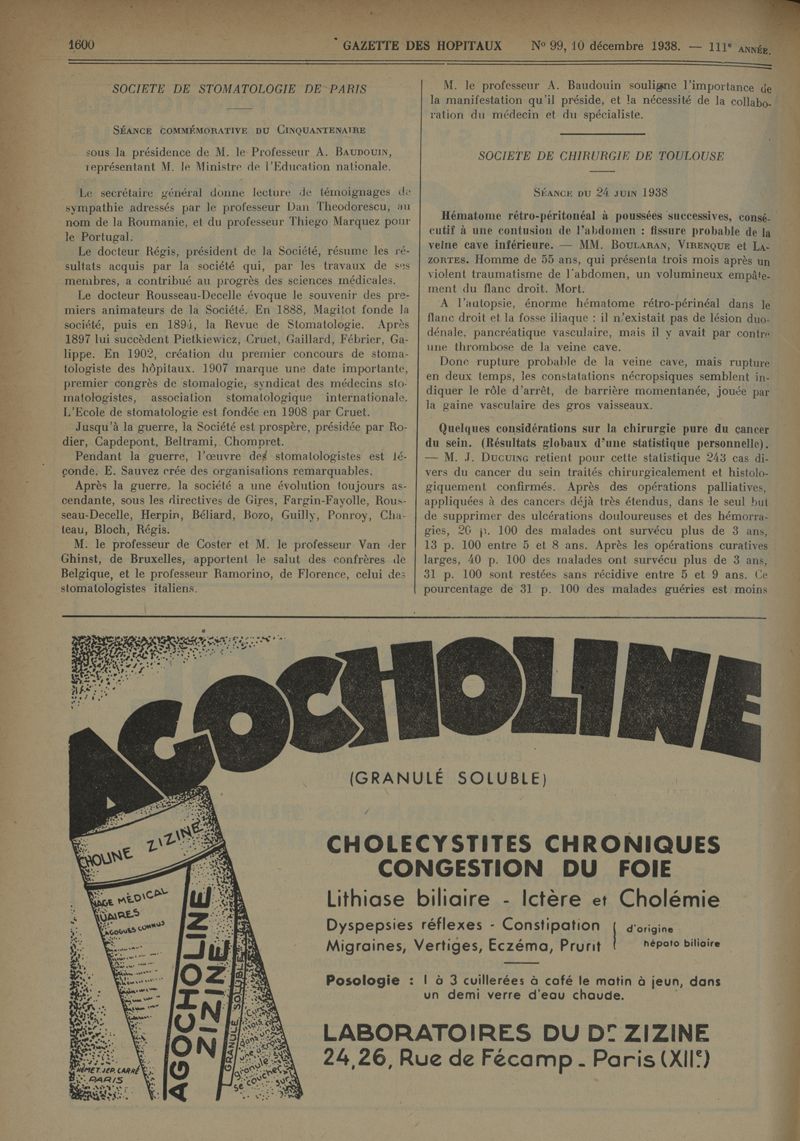 1600
GAZETTE DES HOPITAUX No 99, 10 décembre 1938. — 111e ANNÉE.
SOCIETE DE STOMATOLOGIE DE PARIS
SÉANCE COMMÉMORATIVE DU CINQUANTENAIRE
sous la présidence de M. le Professeur A. BAUDOUIN,
représentant M. le Ministre de l'Education nationale.
Le secrétaire général donne lecture de témoignages de
sympathie adressés par le professeur Dan Theodorescu, au
nom de la Roumanie, et du professeur Thiego Marquez pour
le Portugal.
Le docteur Régis, président de la Société, résume les ré-
sultats acquis par la société qui, par les travaux de ses
membres, a contribué au progrès des sciences médicales.
Le docteur Rousseau-Decelle évoque le souvenir des pre-
miers animateurs de la Société. En 1888, Magitot fonde la
société, puis en 1894, la Revue de Stomatologie. Après
1897 lui succèdent Pietkiewicz, Cruet, Gaillard, Fébrier, Ga-
lippe. En 1902, création du premier concours de stoma-
tologiste des hôpitaux. 1907 marque une date importante,
premier congrès de stomalogie, syndicat des médecins sto-
matologistes, association stomatologique internationale.
L'Ecole de stomatologie est fondée en 1908 par Cruet.
Jusqu'à la guerre, la Société est prospère, présidée par Ro-
dier, Capdepont, Beltrami, Chompret.
Pendant la guerre, l'œuvre des stomatologistes est fé-
conde. E. Sauvez crée des organisations remarquables.
Après la guerre, la société a une évolution toujours as-
cendante, sous les directives de Gires, Fargin-Fayolle, Rous-
seau-Decelle, Herpin, Béliard, Bozo, Guilly, Ponroy, Cha-
teau, Bloch, Régis.
M. le professeur de Coster et M. le professeur Van der
Ghinst, de Bruxelles, apportent le salut des confrères de
Belgique, et le professeur Ramorino, de Florence, celui des
stomatologistes italiens.
M. le professeur A. Baudouin souligne l'importance de
la manifestation qu'il préside, et la nécessité de la collabo-
ration du médecin et du spécialiste.
SOCIETE DE CHIRURGIE DE TOULOUSE
SÉANCE DU 24 JUIN 1938
Hématome rétro-péritonéal à poussées successives, consé-
cutif à une contusion de l'abdomen : fissure probable de la
veine cave inférieure. — MM. BOULARAN, VIRENQUE et LA-
ZORTES. Homme de 55 ans, qui présenta trois mois après un
violent traumatisme de l'abdomen, un volumineux empâte-
ment du flanc droit. Mort.
A l'autopsie, énorme hématome rétro-périnéal dans le
flanc droit et la fosse iliaque : il n'existait pas de lésion duo-
dénale, pancréatique vasculaire, mais il y avait par contre
une thrombose de la veine cave.
Donc rupture probable de la veine cave, mais rupture
en deux temps, les constatations nécropsiques semblent in-
diquer le rôle d'arrêt, de barrière momentanée, jouée par
la gaine vasculaire des gros vaisseaux.
Quelques considérations sur la chirurgie pure du cancer
du sein. (Résultats globaux d'une statistique personnelle).
— M. J. DUCUING retient pour cette statistique 243 cas di-
vers du cancer du sein traités chirurgicalement et histolo-
giquement confirmés. Après des opérations palliatives,
appliquées à des cancers déjà très étendus, dans le seul but
de supprimer des ulcérations douloureuses et des hémorra-
gies, 26 p. 100 des malades ont survécu plus de 3 ans,
13 p. 100 entre 5 et 8 ans. Après les opérations curatives
larges, 40 p. 100 des malades ont survécu plus de 3 ans,
31 p. 100 sont restées sans récidive entre 5 et 9 ans. Ce
pourcentage de 31 p. 100 des malades guéries est moins
AGOCHOLINE
(GRANULÉ SOLUBLE)
CHOLECYSTITES CHRONIQUES
CONGESTION DU FOIE
Lithiase biliaire - Ictère et Cholémie
Dyspepsies réflexes - Constipation
Migraines, Vertiges, Eczéma, Prurit
d'origine
hépato biliaire
Posologie : 1 à 3 cuillerées à café le matin à jeun, dans
un demi verre d'eau chaude.
LABORATOIRES DU Dr ZIZINE
24,26, Rue de Fécamp - Paris (XIIe)
CHOLINE ZIZINE
AGE MÉDICAL
AGOGUES CONNUS
AGOCHOLINE
ZIZINE
GRANULÉ SOLUBLE
se coucher
HÉMET. JEP. CARRÉ
PARIS